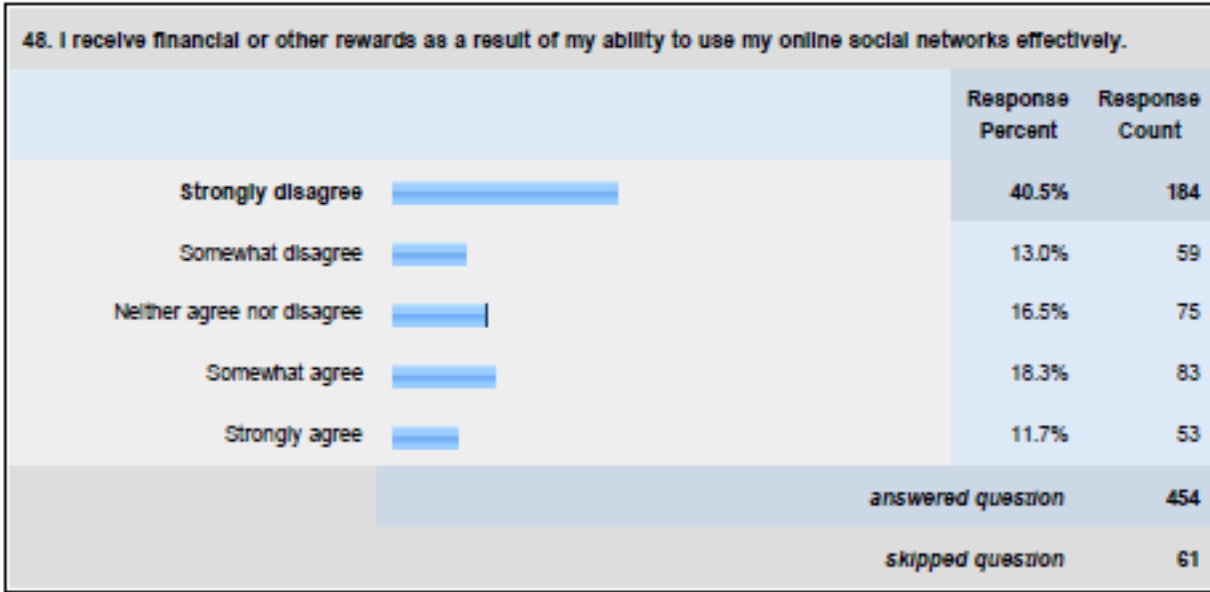 48. I receive financial or other rewards as a result of my ability to use my online social networks effectively.
Response Percent Response Count
Strongly disagree 40.5% 184
Somewhat disagree 13.0% 59
Neither agree nor disagree 16.5% 75
Somewhat agree 18.3% 83
Strongly agree 11.7% 53
answered question 454
skipped question 61